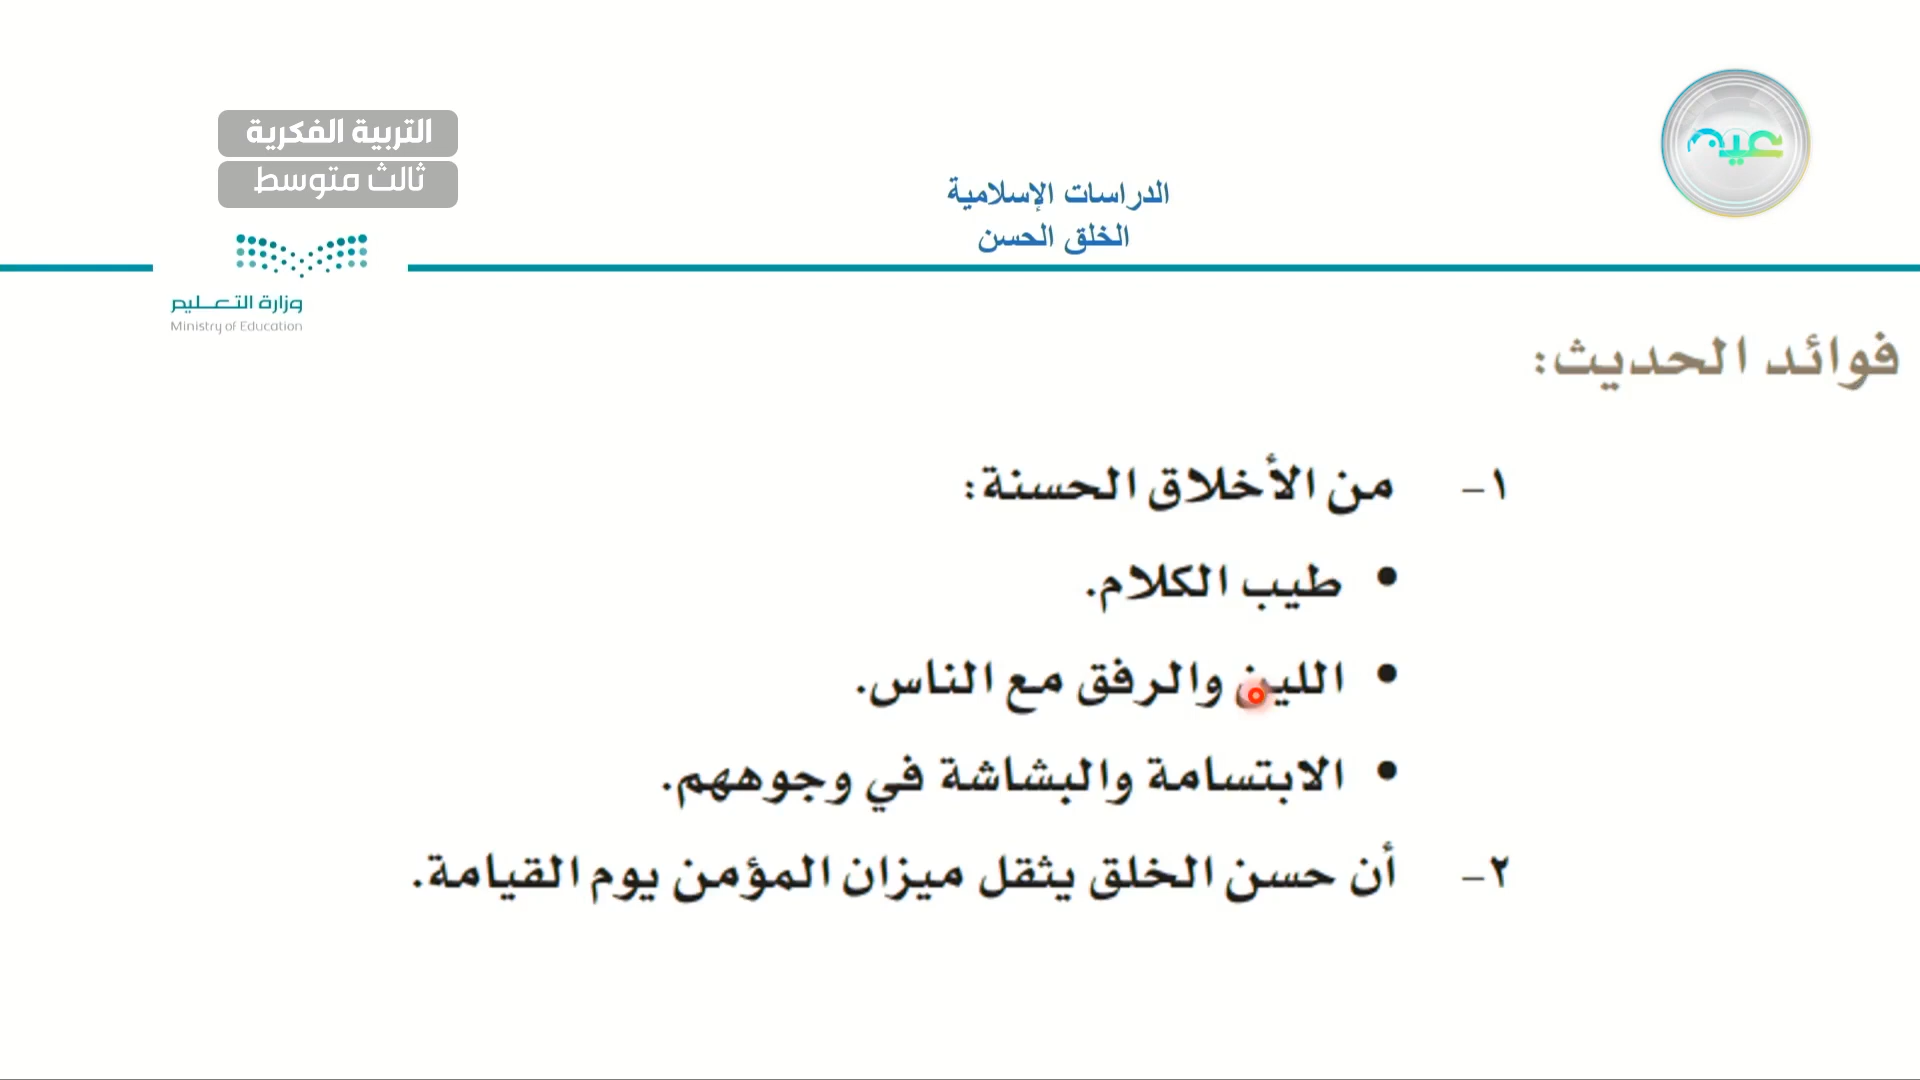 التربية الفكرية
ثالث متوسط
عين
الدراسات الإسلامية
الخلق الحسن
وزارة التعليم
Ministry of Education
فوائد الحديث:
١- من الأخلاق الحسنة:
• طيب الكلام.
• اللين والرفق مع الناس.
• الابتسامة والبشاشة في وجوههم.
٢- أن حسن الخلق يثقل ميزان المؤمن يوم القيامة.